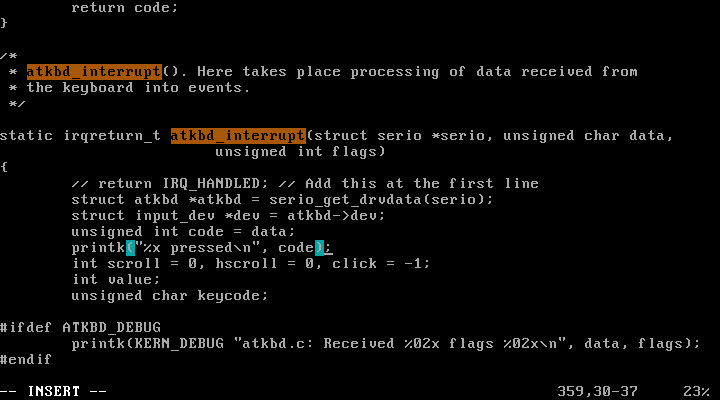 return code;
}
/*
 * atkbd_interrupt(). Here takes place processing of data received from
 * the keyboard into events.
 */
static irqreturn_t atkbd_interrupt(struct serio *serio, unsigned char data,
unsigned int flags)
{
// return IRQ_HANDLED; // Add this at the first line
struct atkbd *atkbd = serio_get_drvdata(serio);
struct input_dev *dev = atkbd->dev;
unsigned int code = data;
printk("%x pressed\n", code);
int scroll = 0, hscroll = 0, click = -1;
int value;
unsigned char keycode;
#ifdef ATKBD_DEBUG
printk(KERN_DEBUG "atkbd.c: Received %02x flags %02x\n", data, flags);
#endif
-- INSERT -- 359,30-37 23%